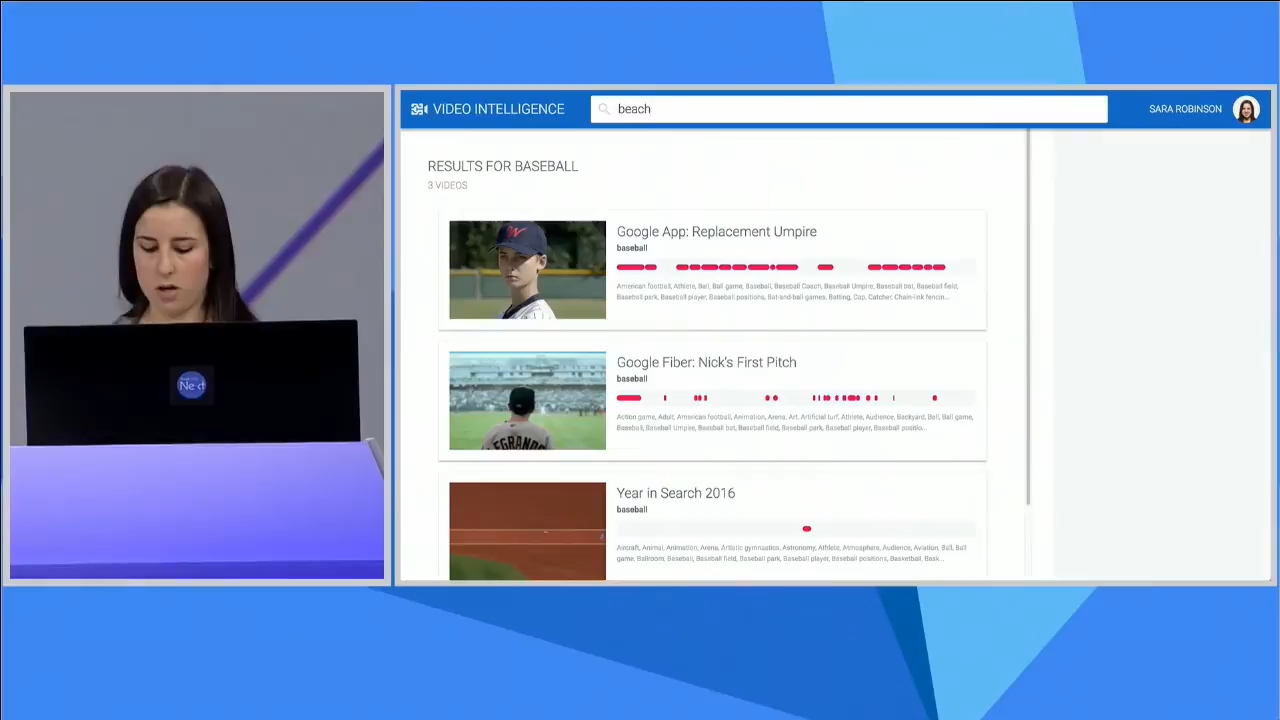 VIDEO INTELLIGENCE
beach
SARA ROBINSON
RESULTS FOR BASEBALL
3 VIDEOS
Google App: Replacement Umpire
baseball
American football, Athlete, Ball, Ball game, Baseball, Baseball Coach, Baseball Umpire, Baseball bat, Baseball field,
Baseball park, Baseball player, Baseball positions, Bat-and-ball games, Batting, Cap, Catcher, Chain-link fencin...
Google Fiber: Nick's First Pitch
baseball
Action game, Adult, American football, Animation, Arena, Art, Artificial turf, Athlete, Audience, Backyard, Ball, Ball game,
Baseball, Baseball Umpire, Baseball bat, Baseball field, Baseball park, Baseball player, Baseball positio...
LEGRAND
Year in Search 2016
baseball
Aircraft, Animal, Animation, Arena, Artistic gymnastics, Astronomy, Athlete, Atmosphere, Audience, Aviation, Ball, Ball
game, Ballroom, Baseball, Baseball field, Baseball park, Baseball player, Baseball positions, Basketball, Bask...
Next